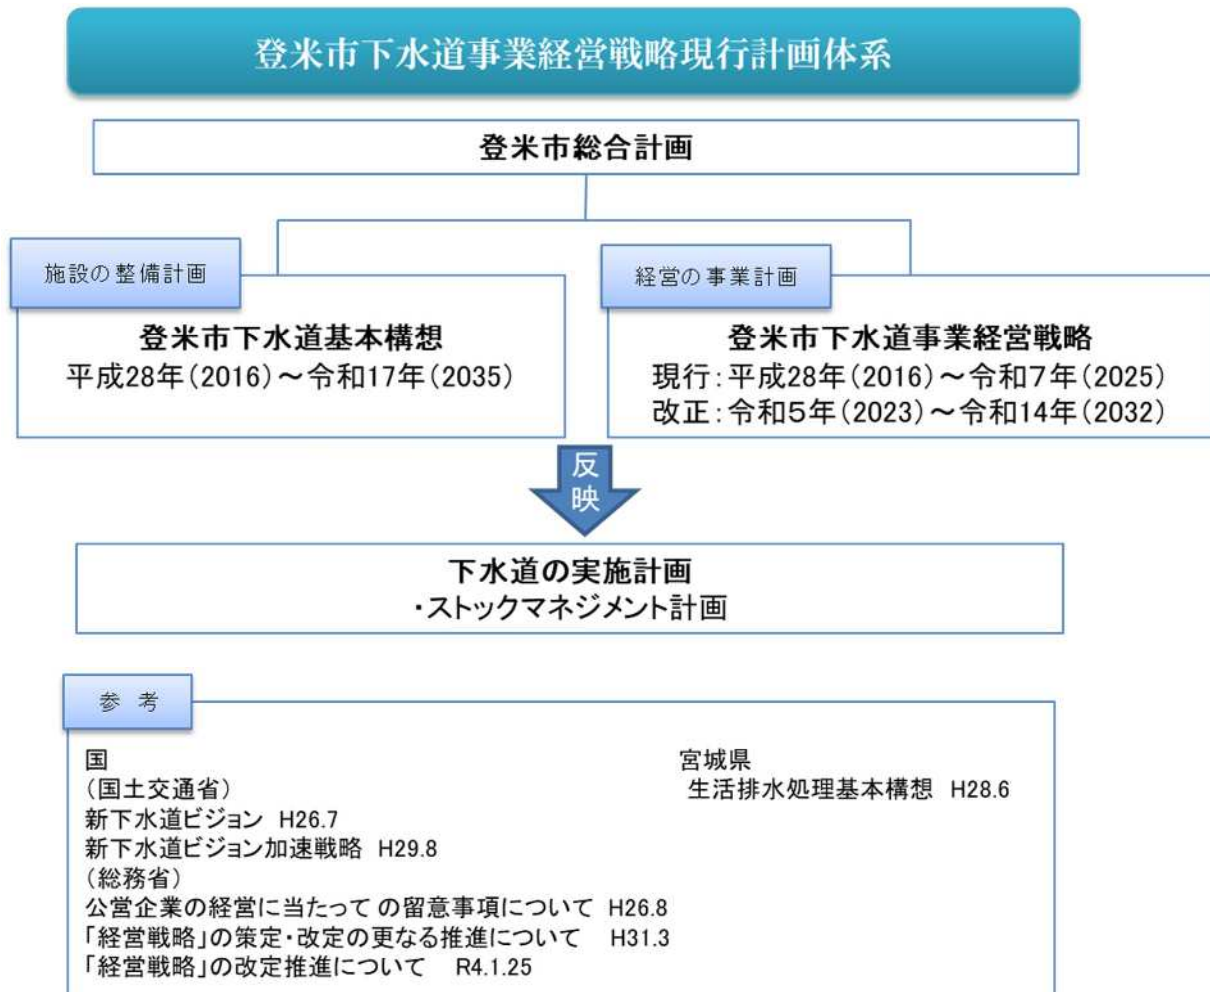 登米市下水道事業経営戦略現行計画体系
登米市総合計画
施設の整備計画
登米市下水道基本構想
平成28年(2016)～令和17年(2035)
経営の事業計画
登米市下水道事業経営戦略
現行:平成28年(2016)～令和7年(2025)
改正:令和5年(2023)～令和14年(2032)
反
映
下水道の実施計画
・ストックマネジメント計画
参 考
国
(国土交通省)
新下水道ビジョン H26.7
新下水道ビジョン加速戦略 H29.8
(総務省)
公営企業の経営に当たっての留意事項について H26.8
「経営戦略」の策定・改定の更なる推進について H31.3
「経営戦略」の改定推進について R4.1.25
宮城県
生活排水処理基本構想 H28.6